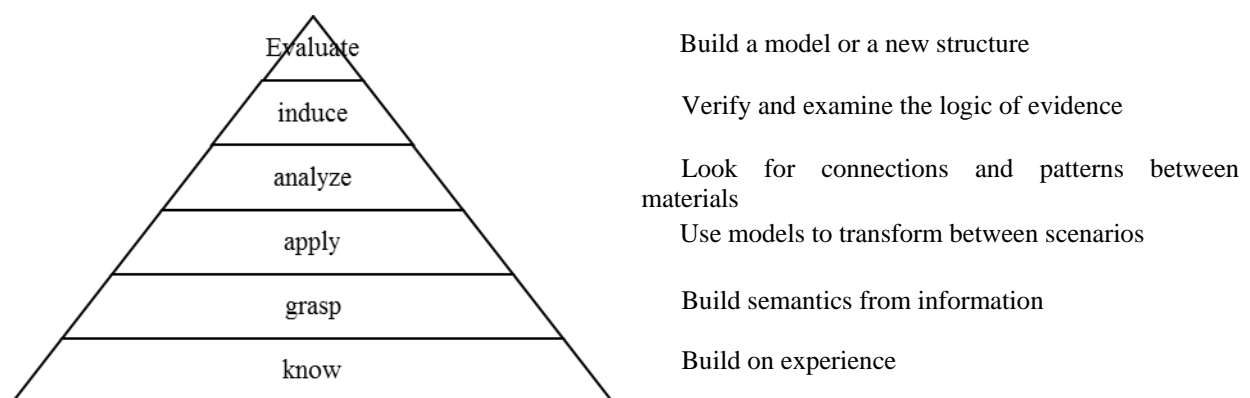 Evaluate
Build a model or a new structure
induce
Verify and examine the logic of evidence
analyze
Look for connections and patterns between
materials
apply
Use models to transform between scenarios
grasp
Build semantics from information
know
Build on experience